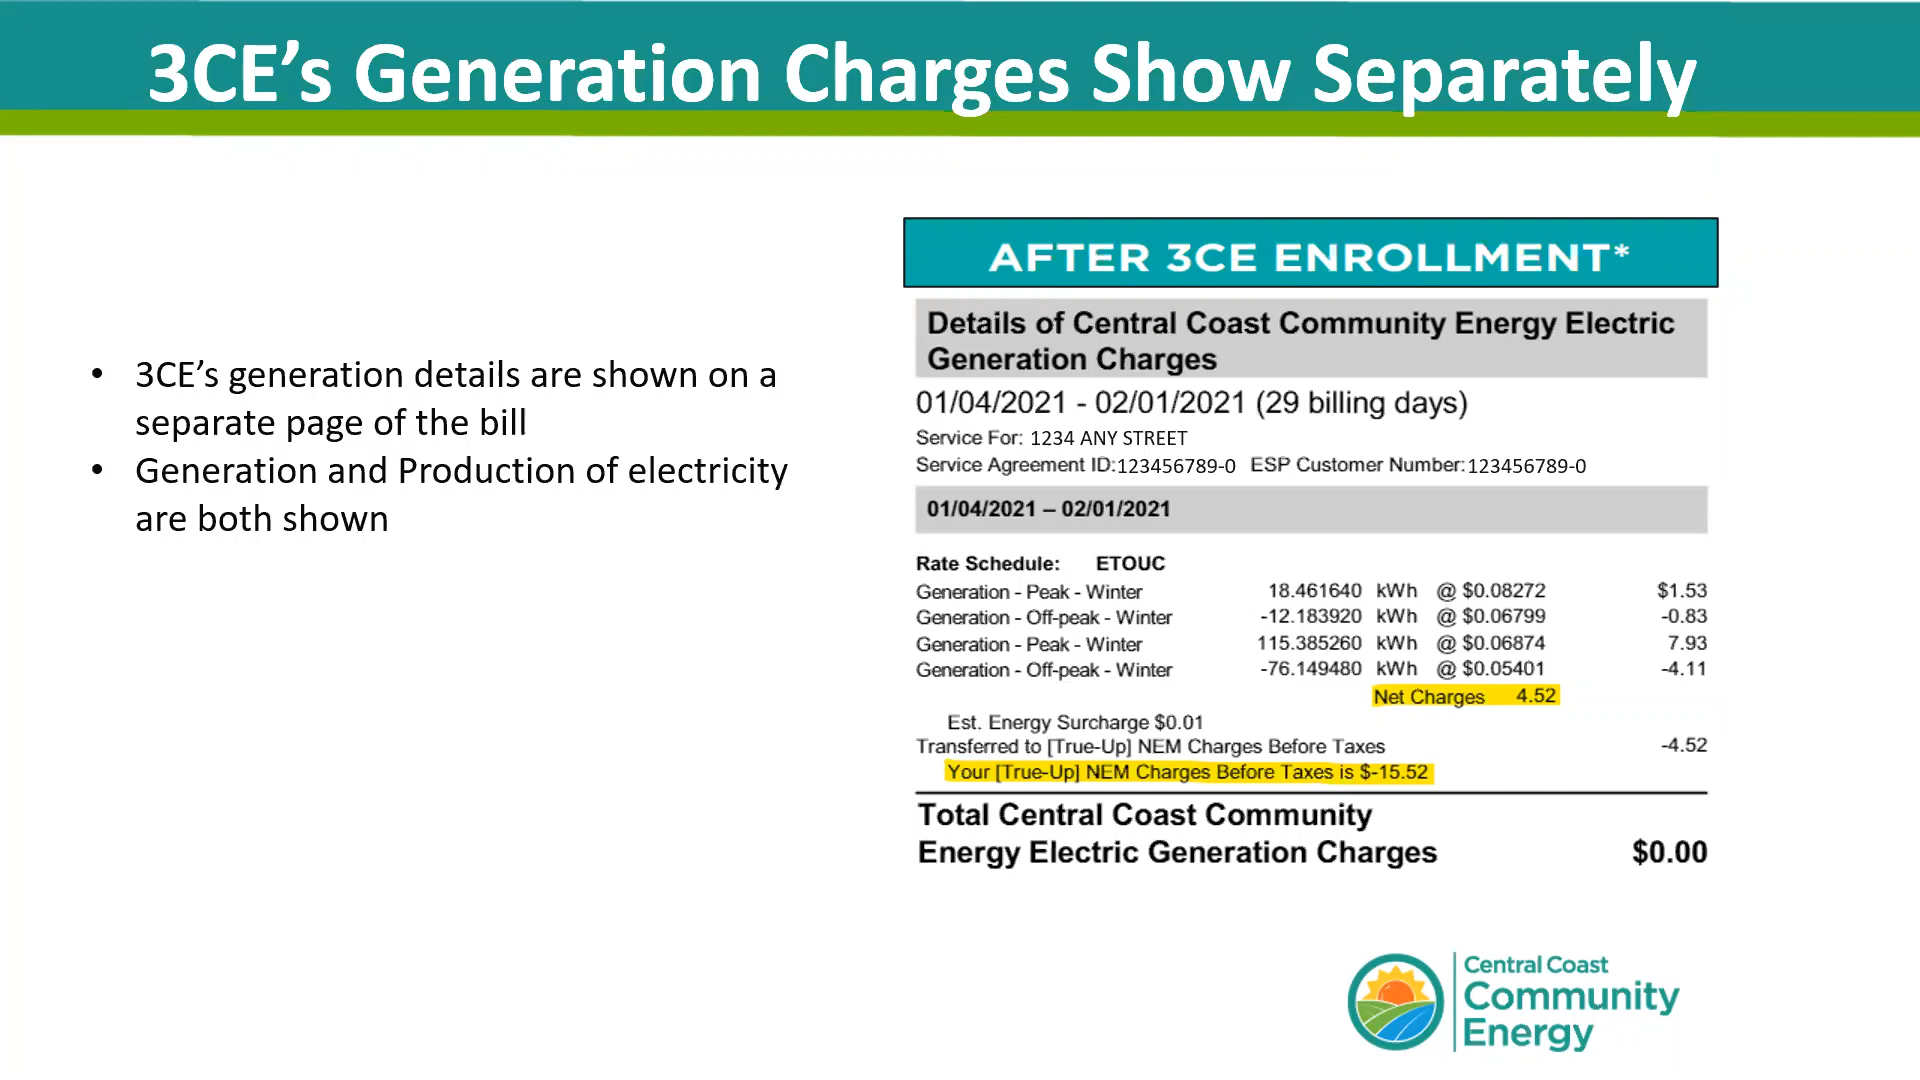 3CE’s Generation Charges Show Separately
• 3CE’s generation details are shown on a
separate page of the bill
• Generation and Production of electricity
are both shown
AFTER 3CE ENROLLMENT*
Details of Central Coast Community Energy Electric
Generation Charges
01/04/2021 - 02/01/2021 (29 billing days)
Service For: 1234 ANY STREET
Service Agreement ID:123456789-0 ESP Customer Number:123456789-0
01/04/2021 – 02/01/2021
Rate Schedule: ETOUC
Generation - Peak - Winter 18.461640 kWh @ $0.08272 $1.53
Generation - Off-peak - Winter -12.183920 kWh @ $0.06799 -0.83
Generation - Peak - Winter 115.385260 kWh @ $0.06874 7.93
Generation - Off-peak - Winter -76.149480 kWh @ $0.05401 -4.11
Net Charges 4.52
Est. Energy Surcharge $0.01
Transferred to [True-Up] NEM Charges Before Taxes -4.52
Your [True-Up] NEM Charges Before Taxes is $-15.52
Total Central Coast Community
Energy Electric Generation Charges $0.00
Central Coast
Community
Energy